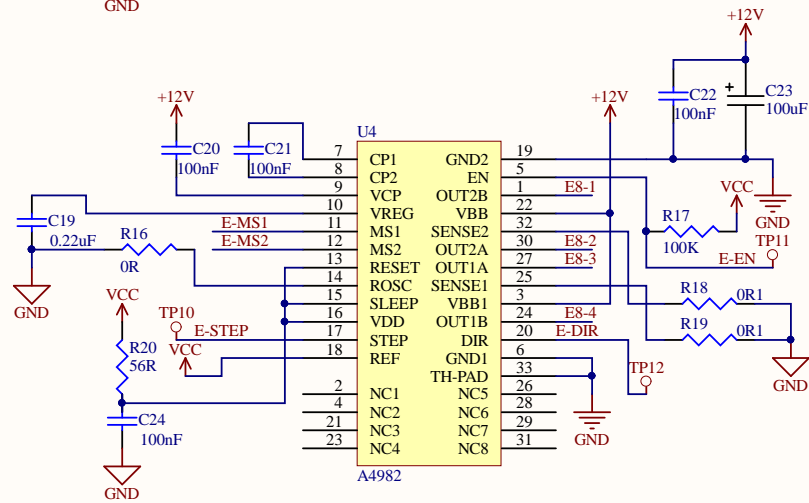 GND
+12V
C22
100nF
C23
100uF
+
+12V
C20
100nF
C21
100nF
+12V
U4
7 CP1 GND2 19
8 CP2 EN 5
9 VCP OUT2B 1 E8-1
10 VREG VBB 22
E-MS1 11 MS1 SENSE2 32
E-MS2 12 MS2 OUT2A 30 E8-2
13 RESET OUT1A 27 E8-3
14 ROSC SENSE1 25
15 SLEEP VBB1 3
16 VDD OUT1B 24 E8-4
E-STEP 17 STEP DIR 20 E-DIR
18 REF GND1 6
TH-PAD 33
2 NC1 NC5 26
4 NC2 NC6 28
21 NC3 NC7 29
23 NC4 NC8 31
A4982
C19
0.22uF
R16
0R
GND
VCC
TP10
VCC
R20
56R
C24
100nF
GND
VCC
R17
100K
GND
TP11
E-EN
R18
0R1
R19
0R1
GND
TP12
GND